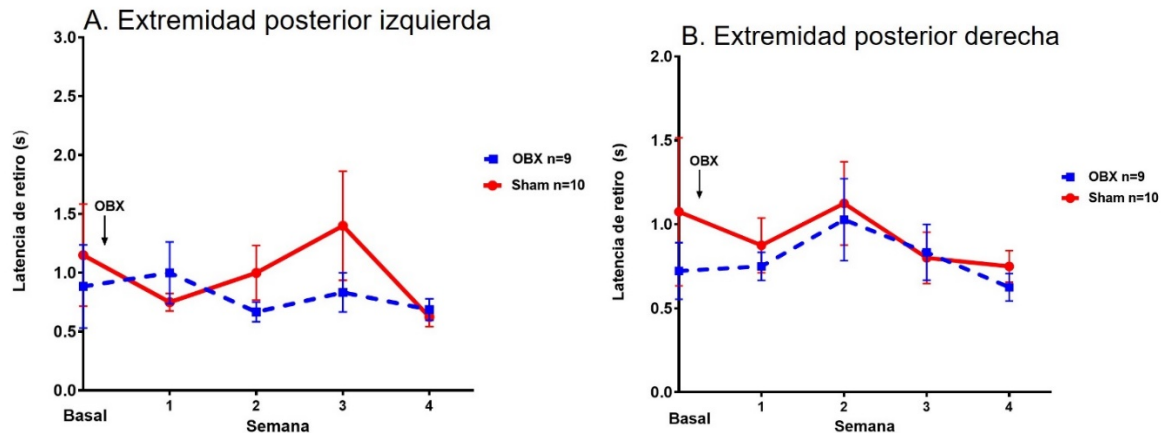 A. Extremidad posterior izquierda
3.0
2.5
2.0
1.5
1.0
0.5
0.0
Latencia de retiro (s)
OBX
OBX n=9
Sham n=10
Basal
1
2
3
4
Semana
B. Extremidad posterior derecha
2.0
1.5
1.0
0.5
0.0
Latencia de retiro (s)
OBX
OBX n=9
Sham n=10
Basal
1
2
3
4
Semana